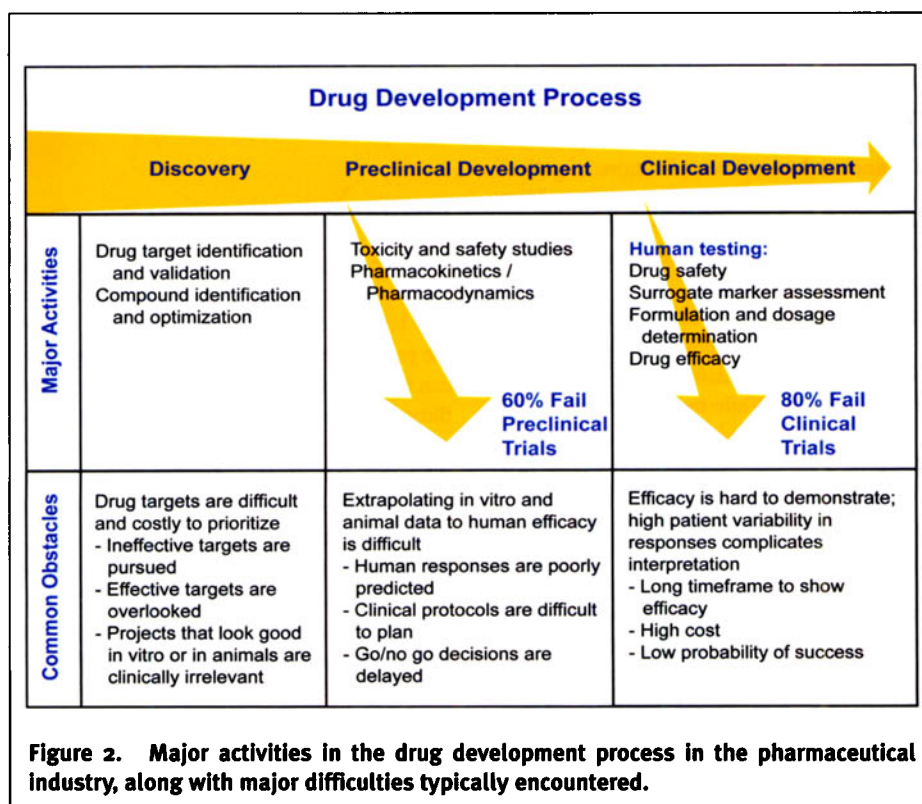 Drug Development Process
Discovery
Preclinical Development
Clinical Development
Major Activities
Drug target identification
and validation
Compound identification
and optimization
Toxicity and safety studies
Pharmacokinetics /
Pharmacodynamics
60% Fail
Preclinical
Trials
Human testing:
Drug safety
Surrogate marker assessment
Formulation and dosage
determination
Drug efficacy
80% Fail
Clinical
Trials
Common Obstacles
Drug targets are difficult
and costly to prioritize
- Ineffective targets are
pursued
- Effective targets are
overlooked
- Projects that look good
in vitro or in animals are
clinically irrelevant
Extrapolating in vitro and
animal data to human efficacy
is difficult
- Human responses are poorly
predicted
- Clinical protocols are difficult
to plan
- Go/no go decisions are
delayed
Efficacy is hard to demonstrate;
high patient variability in
responses complicates
interpretation
- Long timeframe to show
efficacy
- High cost
- Low probability of success
Figure 2. Major activities in the drug development process in the pharmaceutical
industry, along with major difficulties typically encountered.